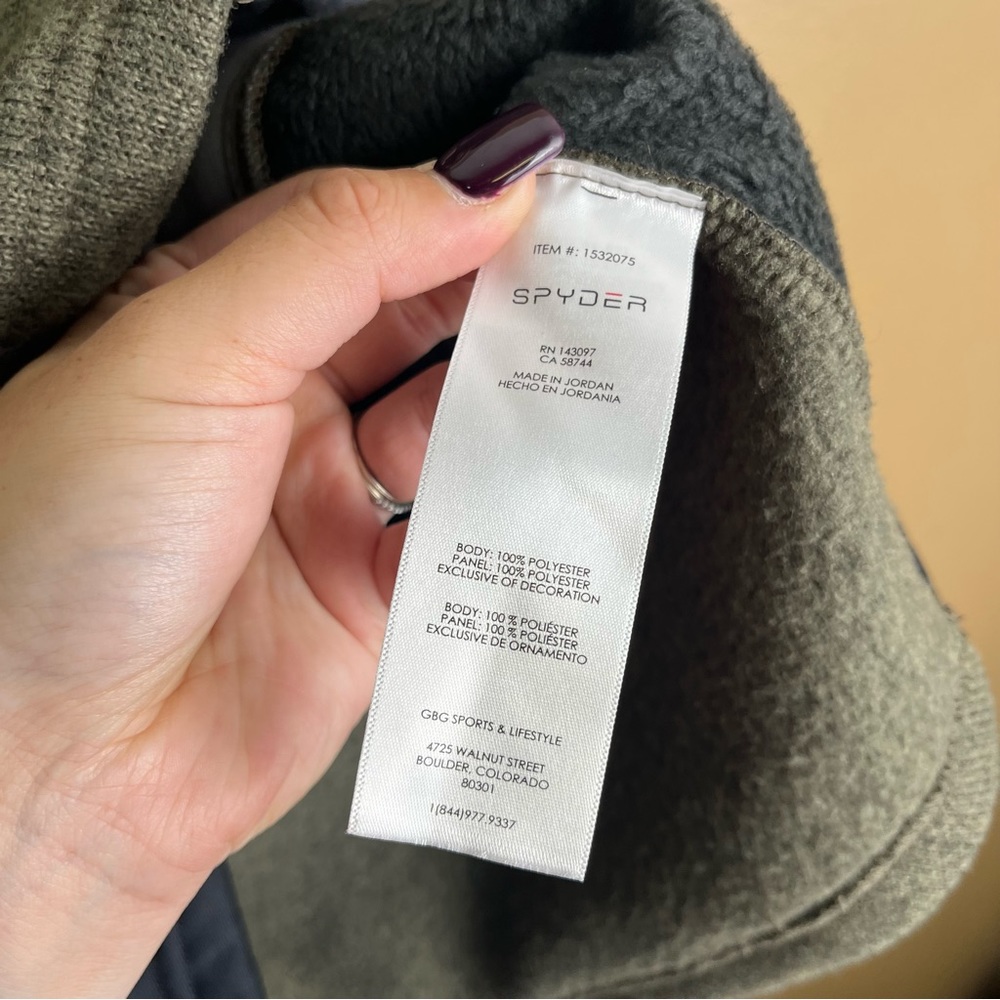 ITEM #: 1532075
SPYDER
RN 143097
CA 58744
MADE IN JORDAN
HECHO EN JORDANIA
BODY: 100% POLYESTER
PANEL: 100% POLYESTER
EXCLUSIVE OF DECORATION
BODY: 100 % POLIÉSTER
PANEL: 100 % POLIÉSTER
EXCLUSIVE DE ORNAMENTO
GBG SPORTS & LIFESTYLE
4725 WALNUT STREET
BOULDER, COLORADO
80301
1(844)977.9337